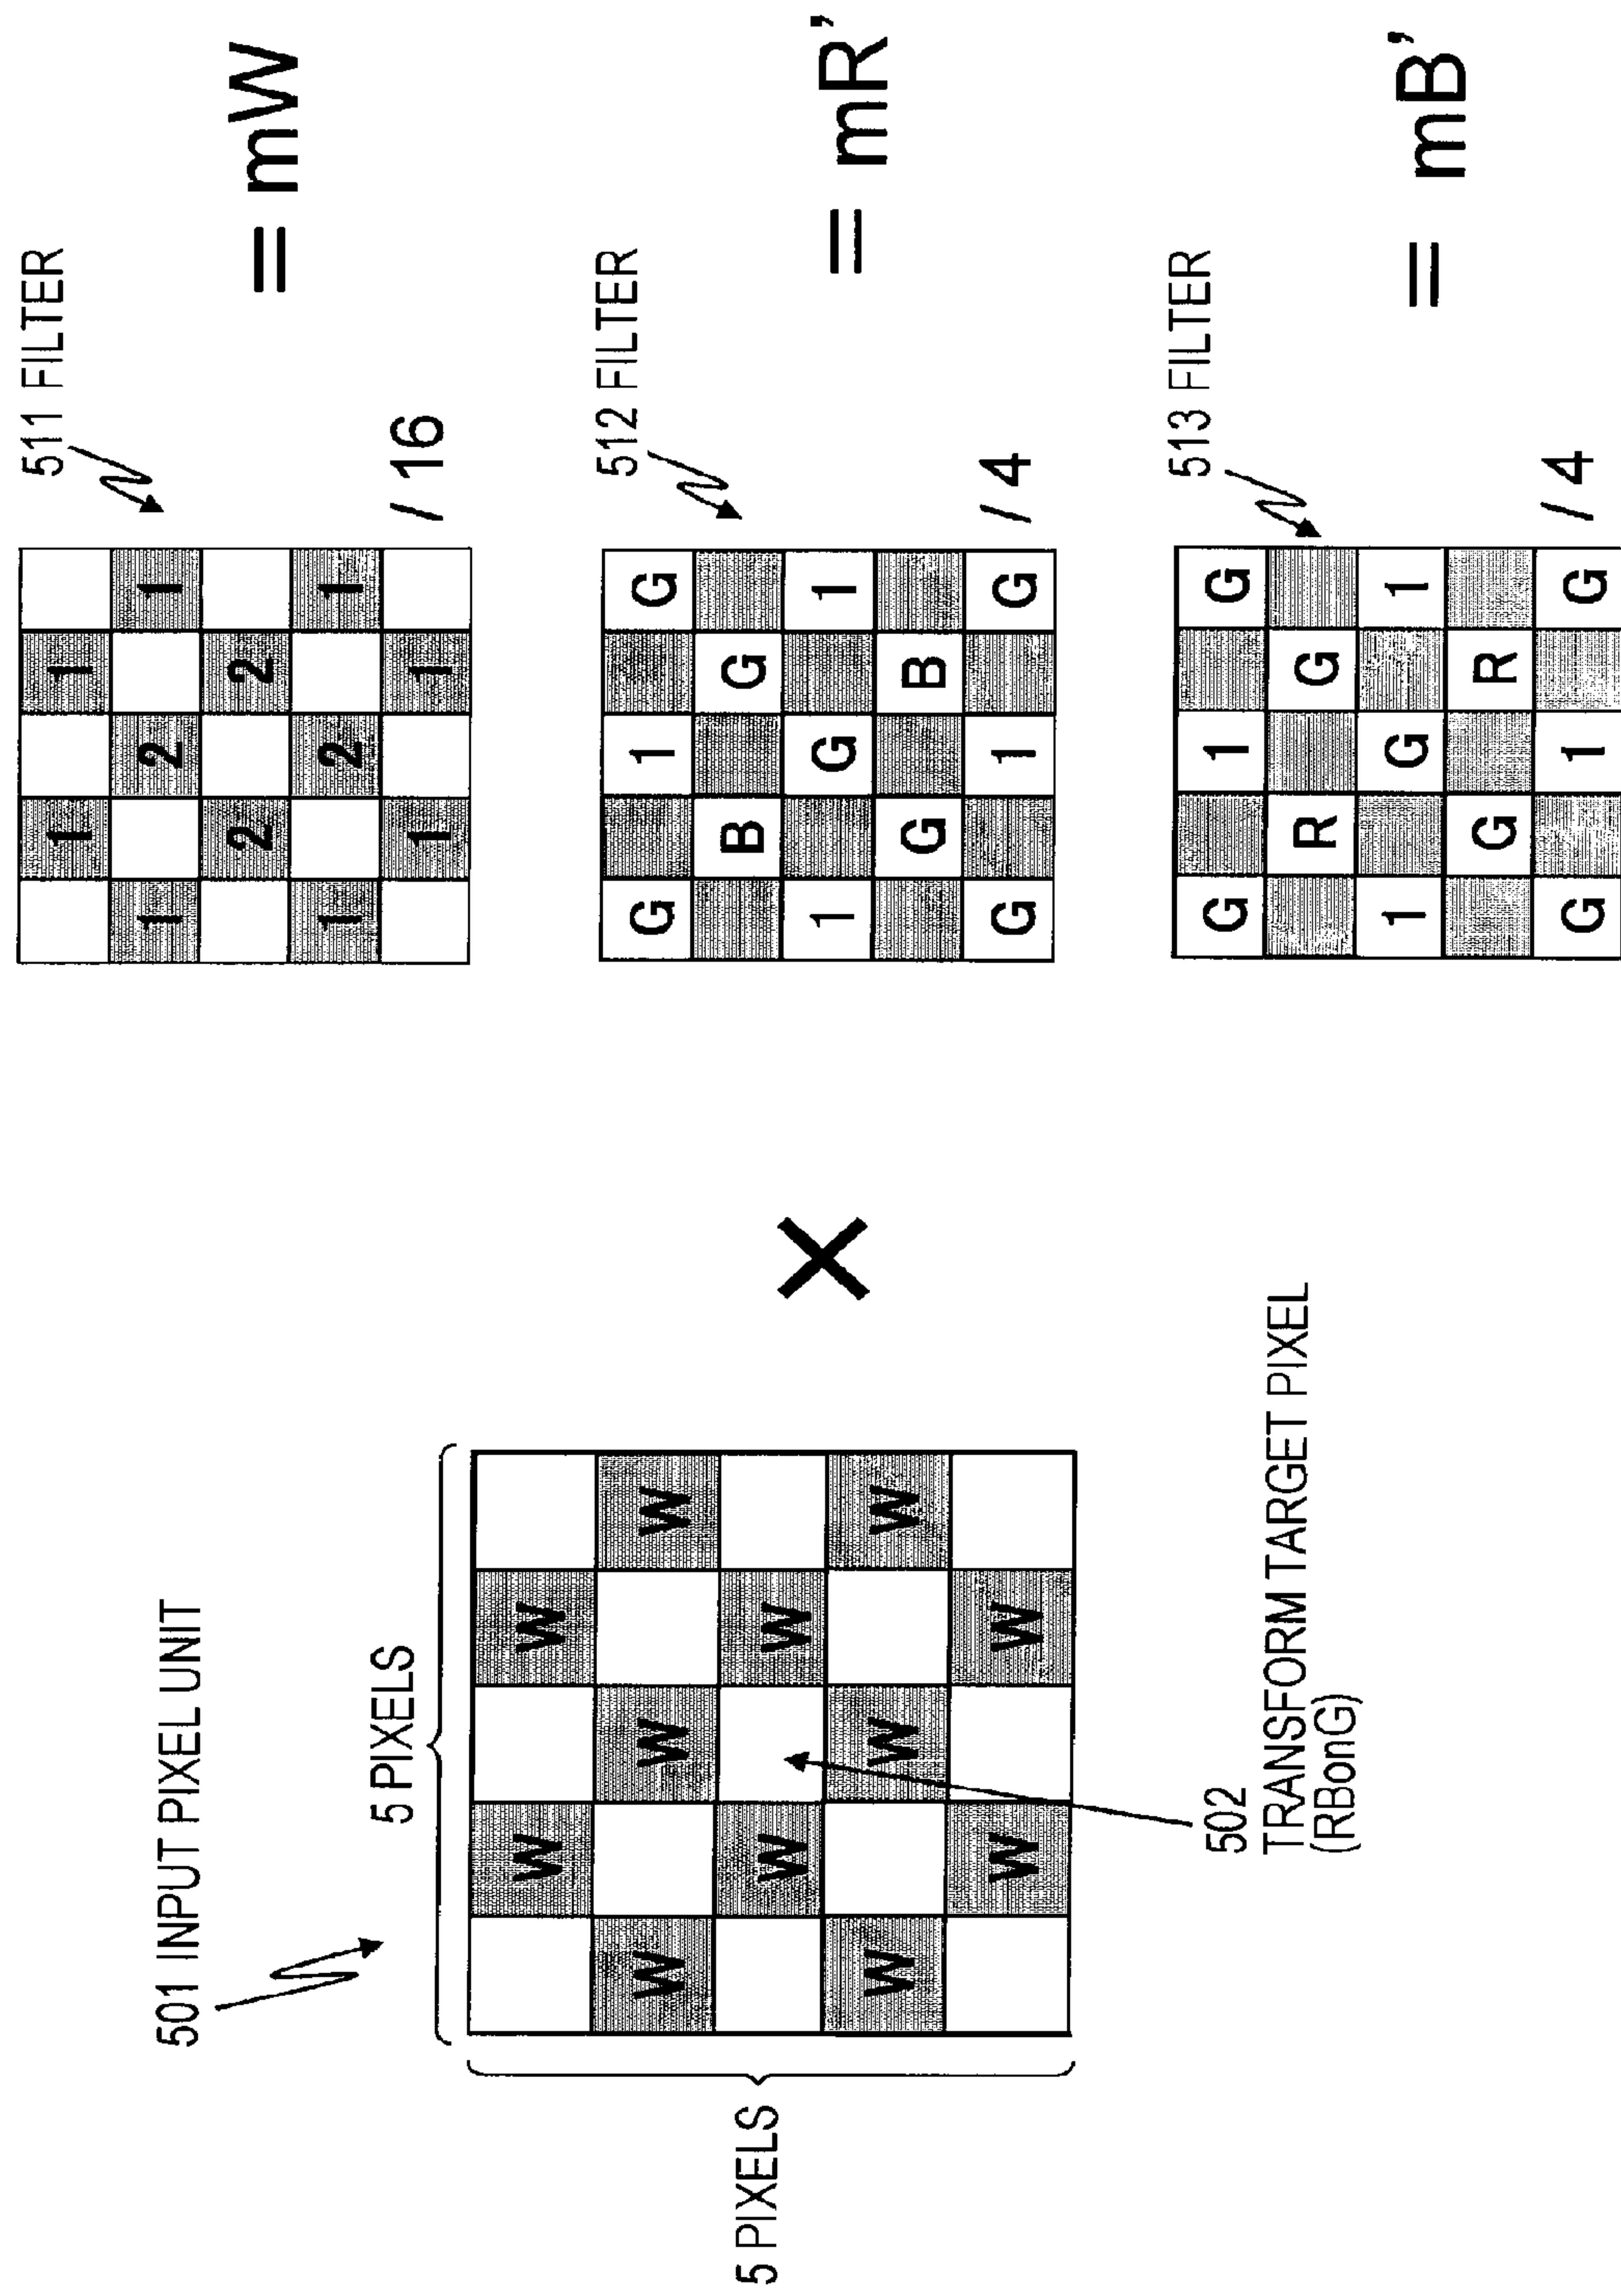 501 INPUT PIXEL UNIT
5 PIXELS
5 PIXELS
W W
W W W
W W
W W W
W W
502
TRANSFORM TARGET PIXEL
(RBonG)
×
511 FILTER
1 1
1 2 1
2 2
1 2 1
1 1
/ 16
= mW
512 FILTER
G 1 G
B G
1 G 1
G B
G 1 G
/ 4
= mR'
513 FILTER
G 1 G
R G
1 G 1
G R
G 1 G
/ 4
= mB'